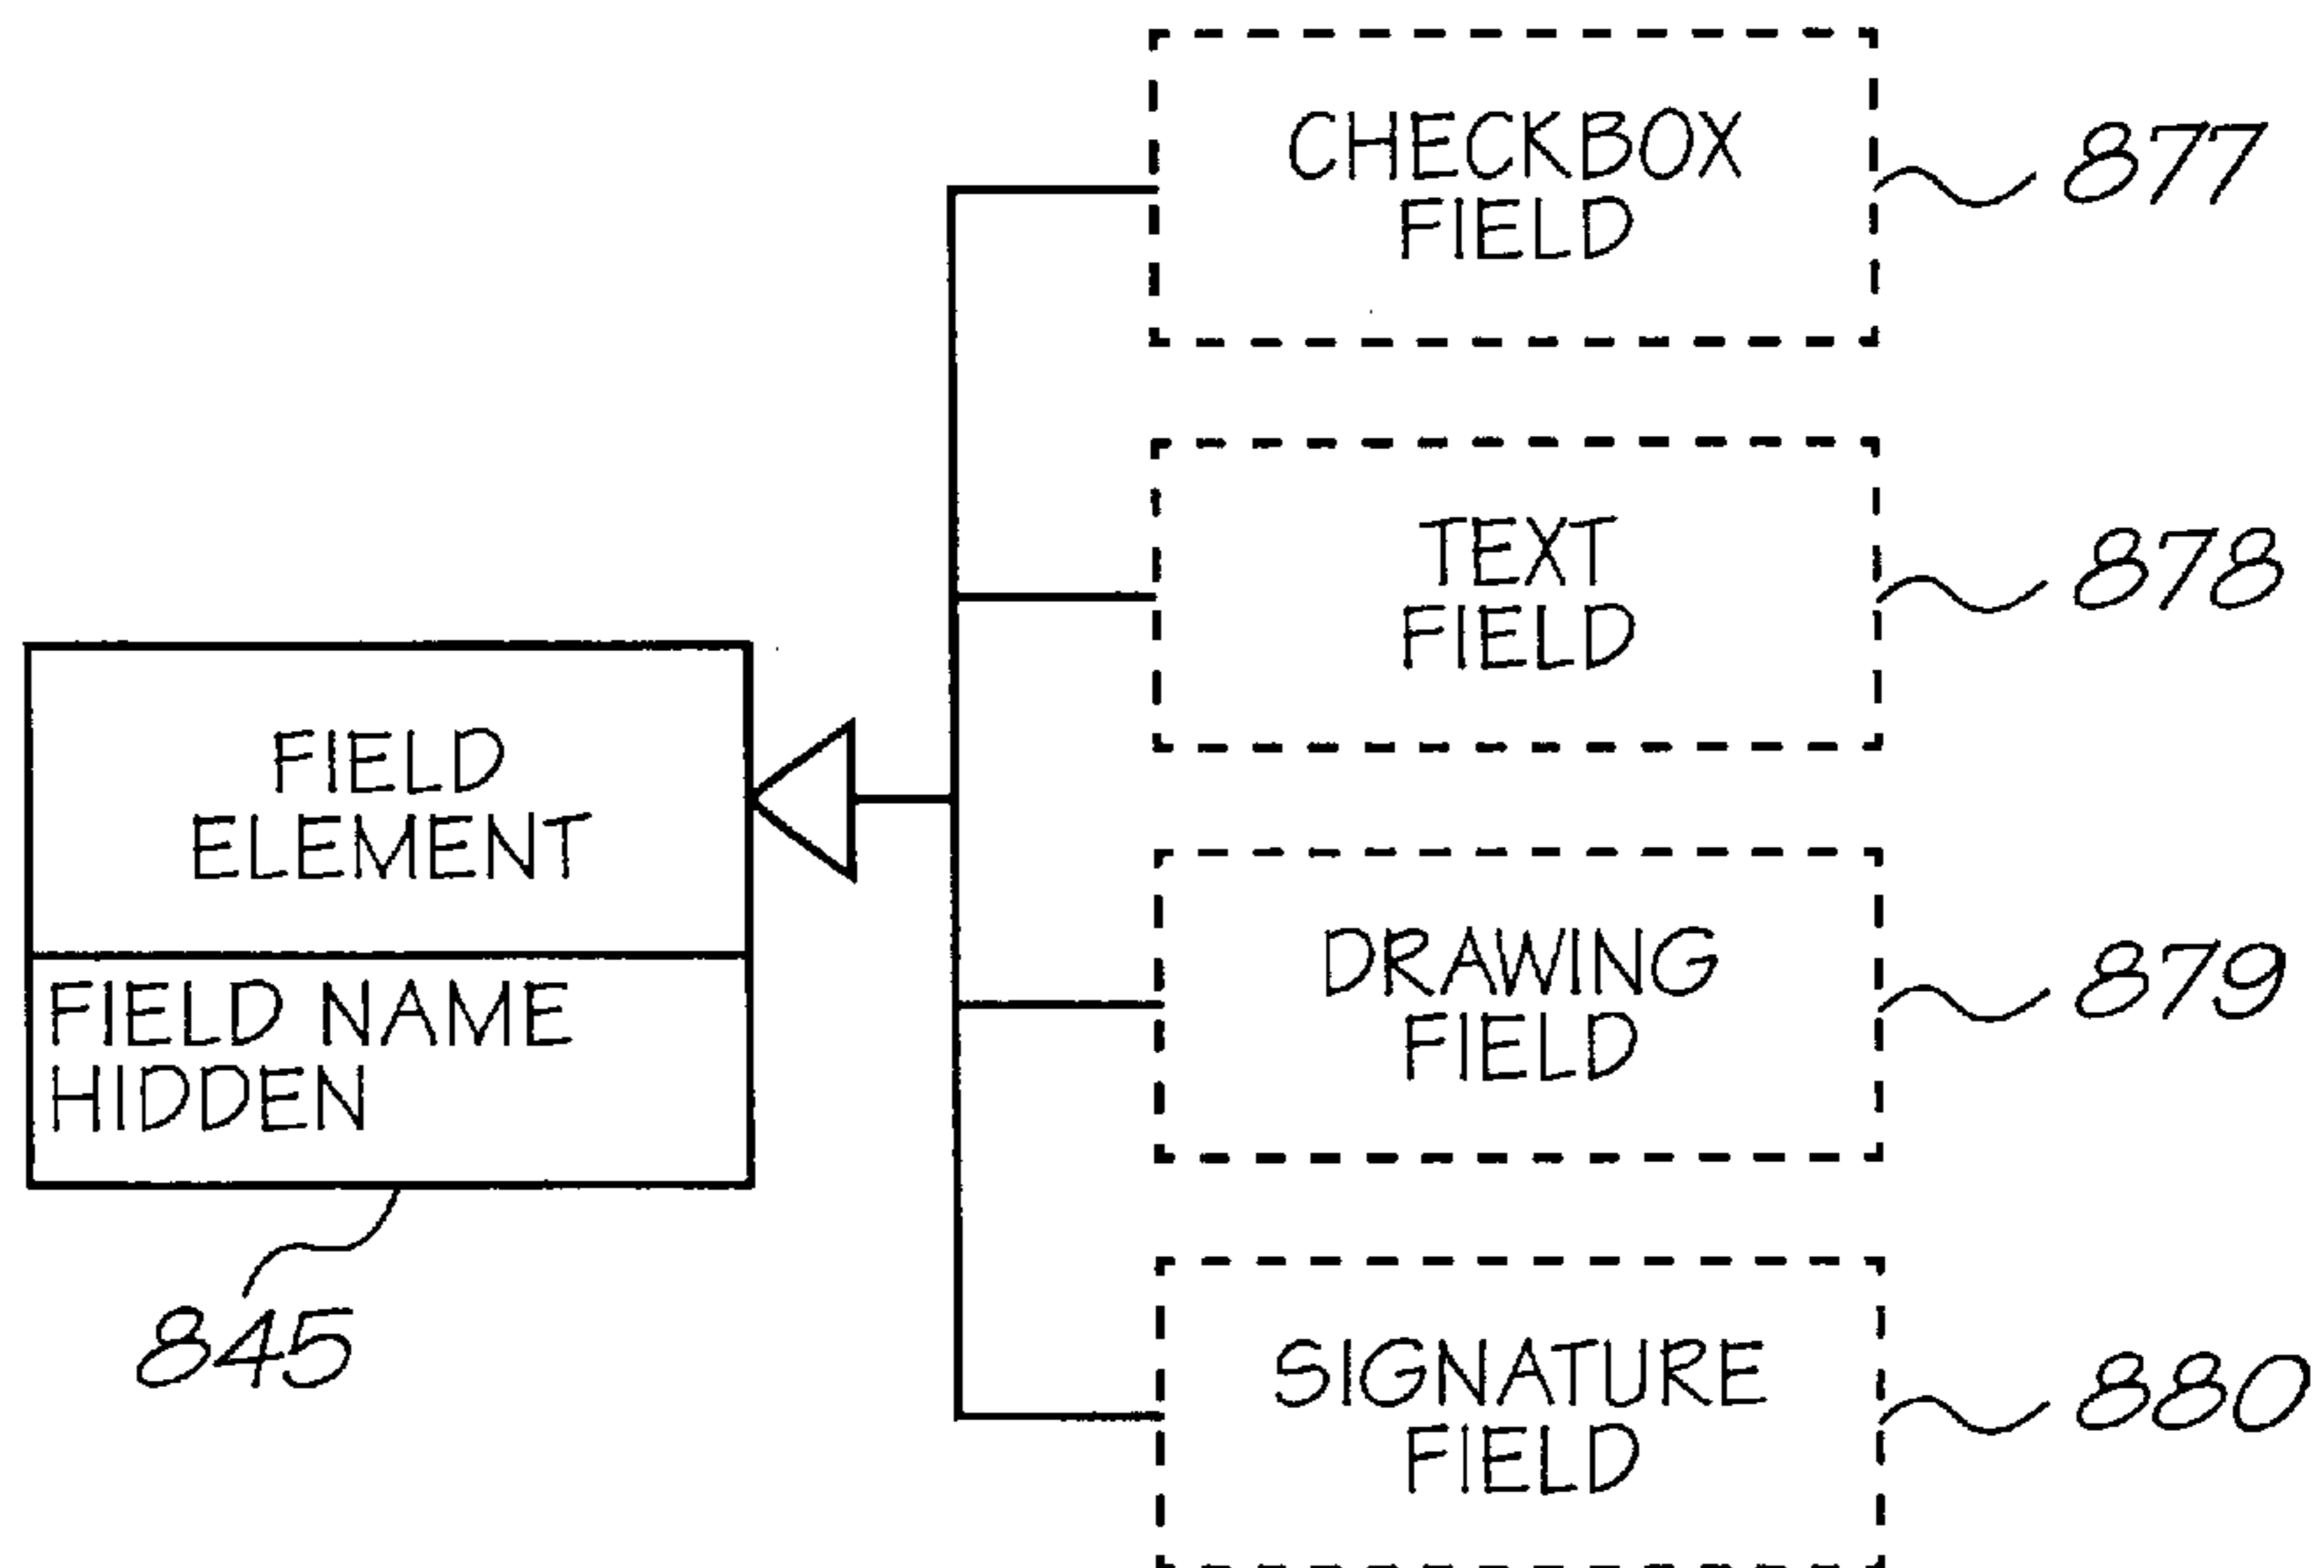 CHECKBOX
FIELD
877
TEXT
FIELD
878
FIELD
ELEMENT
FIELD NAME
HIDDEN
845
DRAWING
FIELD
879
SIGNATURE
FIELD
880